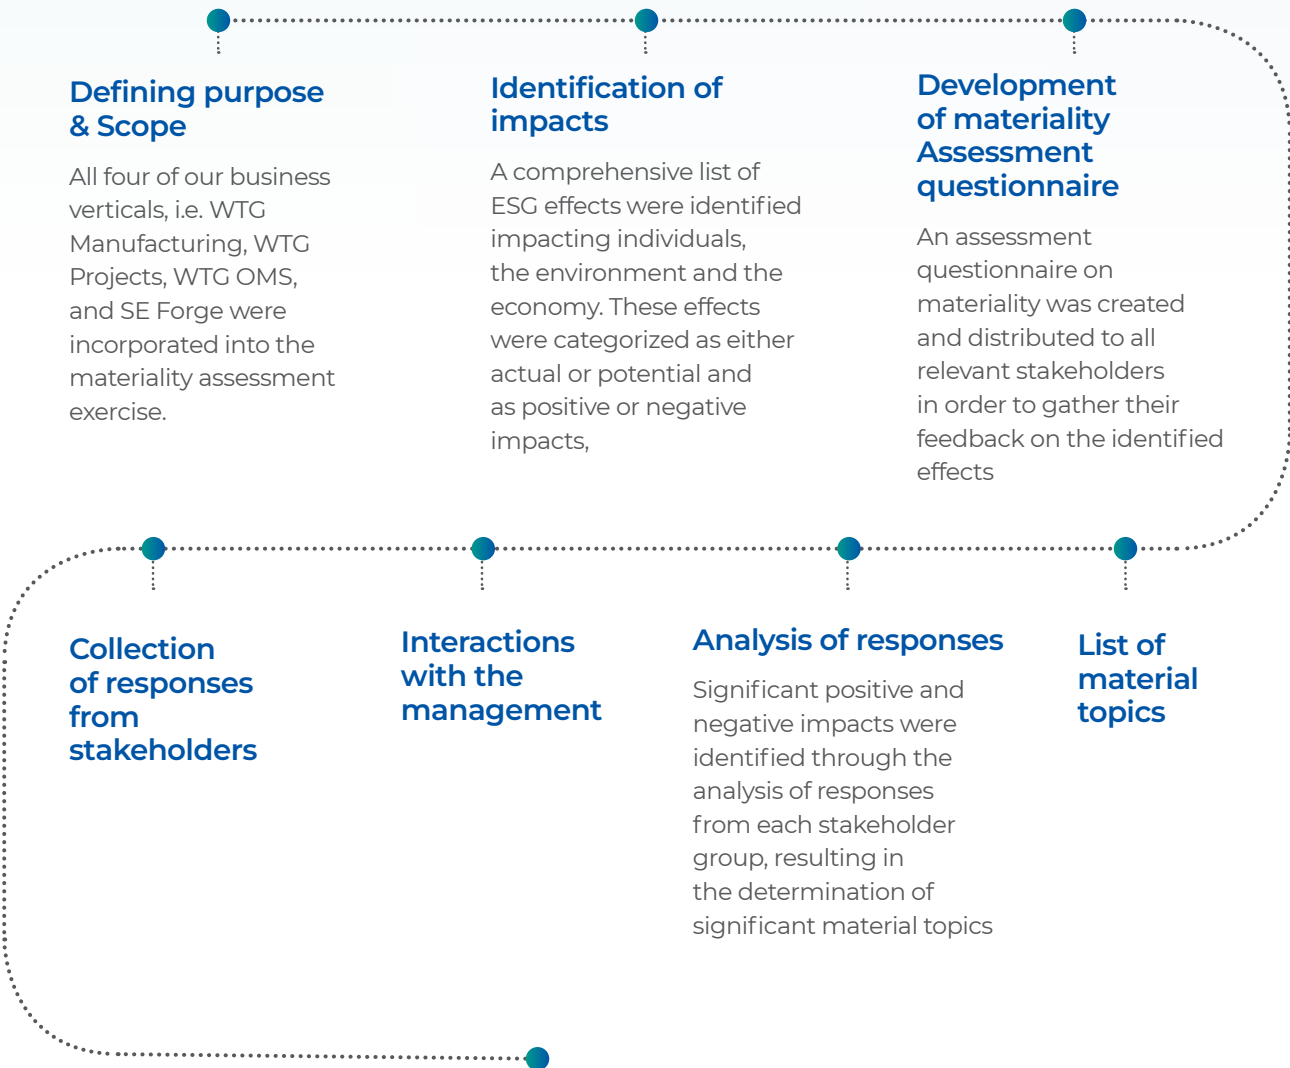 Defining purpose
& Scope
All four of our business
verticals, i.e. WTG
Manufacturing, WTG
Projects, WTG OMS,
and SE Forge were
incorporated into the
materiality assessment
exercise.
Identification of
impacts
A comprehensive list of
ESG effects were identified
impacting individuals,
the environment and the
economy. These effects
were categorized as either
actual or potential and
as positive or negative
impacts,
Development
of materiality
Assessment
questionnaire
An assessment
questionnaire on
materiality was created
and distributed to all
relevant stakeholders
in order to gather their
feedback on the identified
effects
Collection
of responses
from
stakeholders
Interactions
with the
management
Analysis of responses
Significant positive and
negative impacts were
identified through the
analysis of responses
from each stakeholder
group, resulting in
the determination of
significant material topics
List of
material
topics